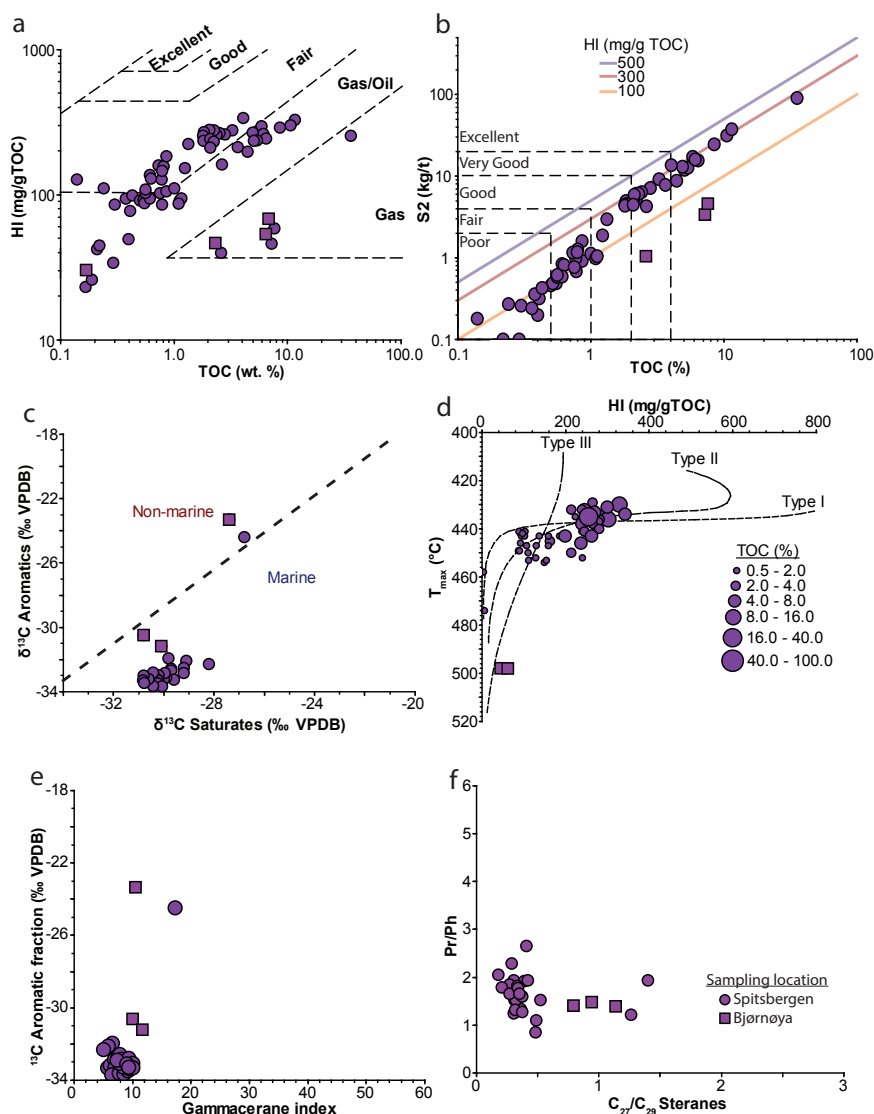 a
Excellent
Good
Fair
Gas/Oil
Gas
1000
100
10
HI (mg/gTOC)
0.1
1.0
10.0
100.0
TOC (wt. %)
b
HI (mg/g TOC)
500
300
100
Excellent
Very Good
Good
Fair
Poor
100
10
1
0.1
S2 (kg/t)
0.1
1
10
100
TOC (%)
c
-18
-22
-26
-30
-34
δ¹³C Aromatics (‰ VPDB)
Non-marine
Marine
-31
-28
-26
-23
-20
δ¹³C Saturates (‰ VPDB)
d
HI (mg/gTOC)
0
200
400
600
800
400
420
440
460
480
500
520
Tmax (°C)
Type III
Type II
Type I
TOC (%)
0.5 - 2.0
2.0 - 4.0
4.0 - 8.0
8.0 - 16.0
16.0 - 40.0
40.0 - 100.0
e
-18
-22
-26
-30
-34
¹³C Aromatic fraction (‰ VPDB)
0
10
20
30
40
50
60
Gammacerane index
f
6
5
4
3
2
1
0
Pr/Ph
0
1
2
3
C₂₇/C₂₉ Steranes
Sampling location
Spitsbergen
Bjørnøya